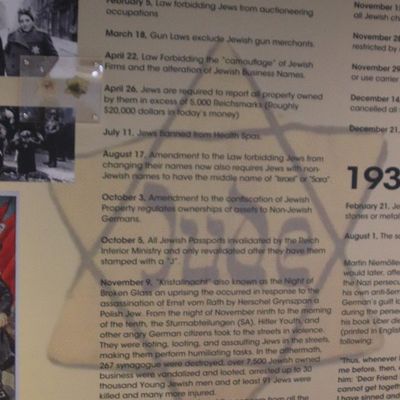 February 5, Law forbidding Jews from auctioneering
occupations
March 18, Gun Laws exclude Jewish gun merchants.
April 22, Law Forbidding the "camouflage" of Jewish
Firms and the alteration of Jewish Business Names.
April 26, Jews are required to report all property owned
by them in excess of 5,000 Reichsmarks (Roughly
$20,000 dollars in today's money)
July 11, Jews Banned from Health Spas.
August 17, Amendment to the Law forbidding Jews from
changing their names now also requires Jews with non-
Jewish names to have the middle name of "Israel" or "Sara".
October 3, Amendment to the confiscation of Jewish
Property regulates ownerships of assets to Non-Jewish
Germans.
October 5, All Jewish Passports invalidated by the Reich
Interior Ministry and only revalidated after they have them
stamped with a "J".
November 9, "Kristallnacht" also known as the Night of
Broken Glass an uprising the occurred in response to the
assassination of Ernst vom Rath by Herschel Grynszpan a
Polish Jew. From the night of November ninth to the morning
of the tenth, the Sturmabteilungen (SA), Hitler Youth, and
other angry German citizens took to the streets in violence.
They were rioting, looting, and assaulting Jews in the streets,
making them perform humiliating tasks. In the aftermath,
267 synagogue were destroyed, over 7,500 Jewish owned
business were vandalized and looted, arrested up to 30
thousand Young Jewish men and at least 91 Jews were
killed and many more injured.
Jude
November
all Jewish
November
restricted
November 29
or use carrier
December 14
cancelled all
December 21,
193
February 21, Je
stones or metal
August 1, The
Martin Niemöller
would later, afte
the Nazi persecu
his own anti-Sem
German's guilt
during the perse
his book Über di
(printed in English
following:
"Thus, whenever
me before, then,
him: 'Dear Friend
cannot get together
I have sinned and